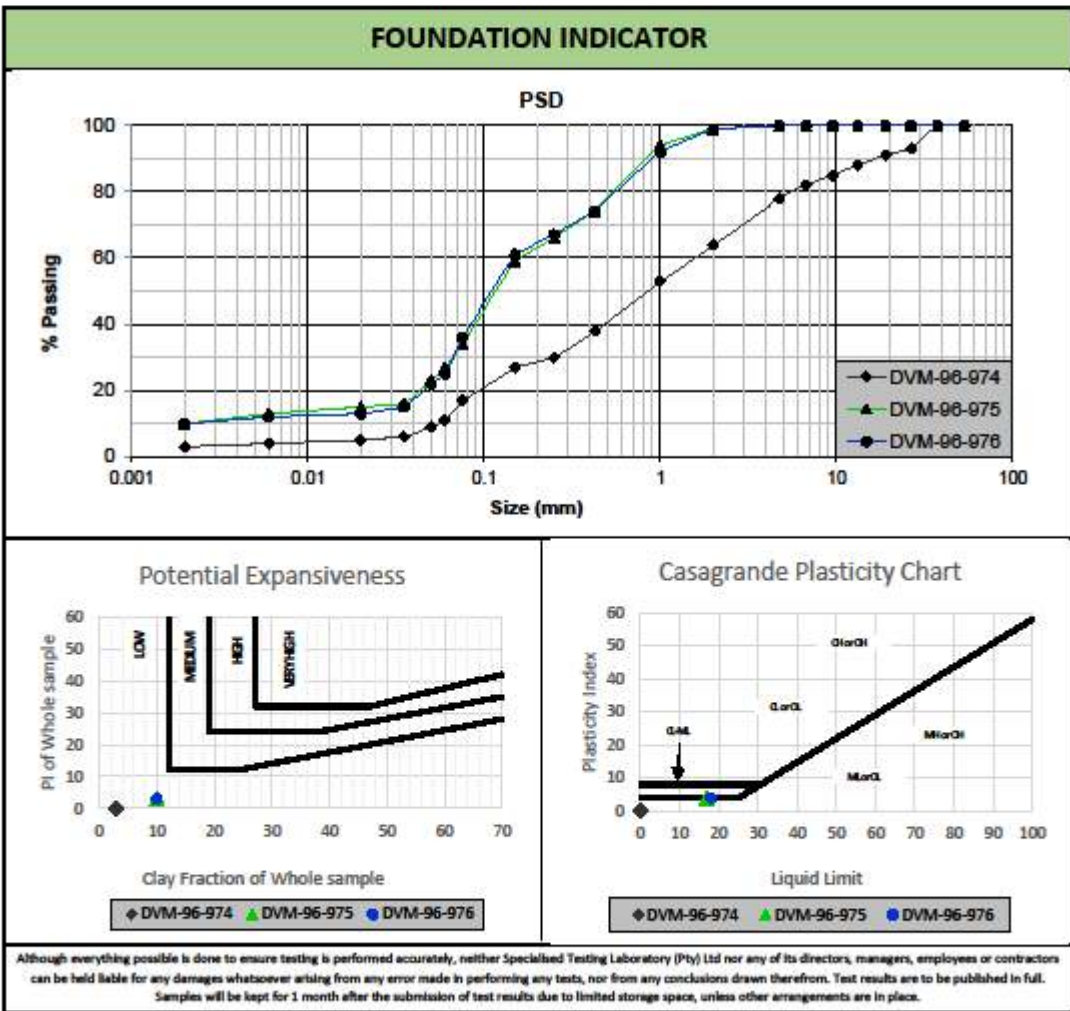 FOUNDATION INDICATOR
PSD
% Passing
100
80
60
40
20
0
0.001
0.01
0.1
1
10
100
Size (mm)
DVM-96-974
DVM-96-975
DVM-96-976
Potential Expansiveness
PI of Whole sample
60
50
40
30
20
10
0
LOW
MEDIUM
HIGH
VERY HIGH
0 10 20 30 40 50 60 70
Clay Fraction of Whole sample
DVM-96-974 DVM-96-975 DVM-96-976
Casagrande Plasticity Chart
Plasticity Index
60
50
40
30
20
10
0
0 10 20 30 40 50 60 70 80 90 100
Liquid Limit
DVM-96-974 DVM-96-975 DVM-96-976
Although everything possible is done to ensure testing is performed accurately, neither Specialised Testing Laboratory (Pty) Ltd nor any of its directors, managers, employees or contractors
can be held liable for any damages whatsoever arising from any error made in performing any tests, nor from any conclusions drawn therefrom. Test results are to be published in full.
Samples will be kept for 1 month after the submission of test results due to limited storage space, unless other arrangements are in place.